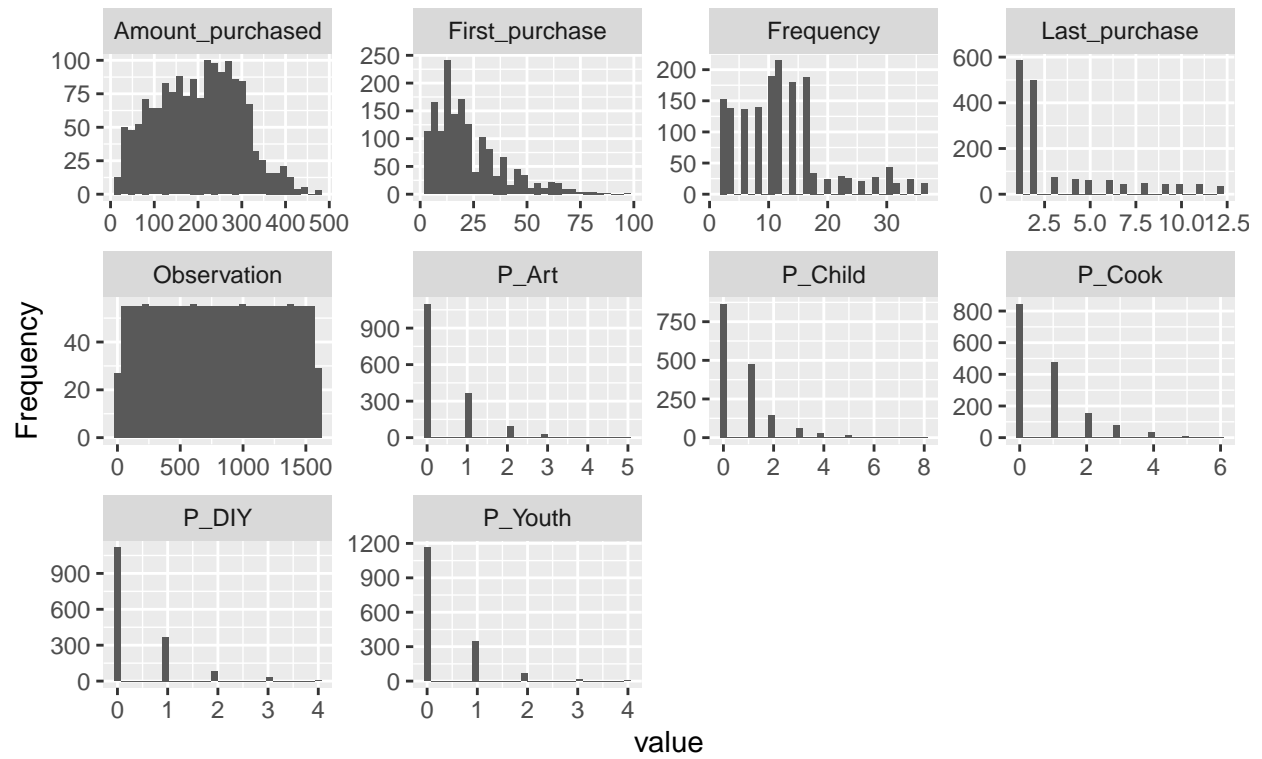 Amount_purchased
First_purchase
Frequency
Last_purchase
100
75
50
25
0
0 100 200 300 400 500
250
200
150
100
50
0
0 25 50 75 100
200
150
100
50
0
0 10 20 30
600
400
200
0
2.5 5.0 7.5 10.0 12.5
Observation
P_Art
P_Child
P_Cook
40
20
0
0 500 1000 1500
900
600
300
0
0 1 2 3 4 5
750
500
250
0
0 2 4 6 8
800
600
400
200
0
0 2 4 6
P_DIY
P_Youth
900
600
300
0
0 1 2 3 4
1200
900
600
300
0
0 1 2 3 4
Frequency
value